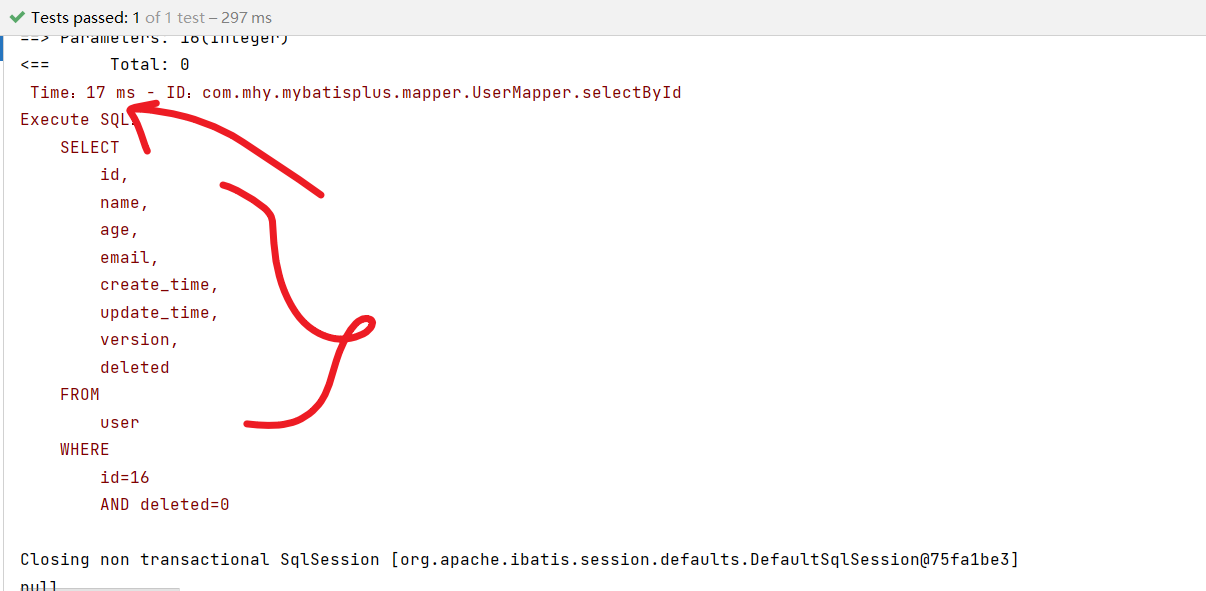 Tests passed: 1 of 1 test – 297 ms
==> Parameters: 16(Integer)
<==      Total: 0
Time：17 ms - ID：com.mhy.mybatisplus.mapper.UserMapper.selectById
Execute SQL：
SELECT
id,
name,
age,
email,
create_time,
update_time,
version,
deleted
FROM
user
WHERE
id=16
AND deleted=0
Closing non transactional SqlSession [org.apache.ibatis.session.defaults.DefaultSqlSession@75fa1be3]
null